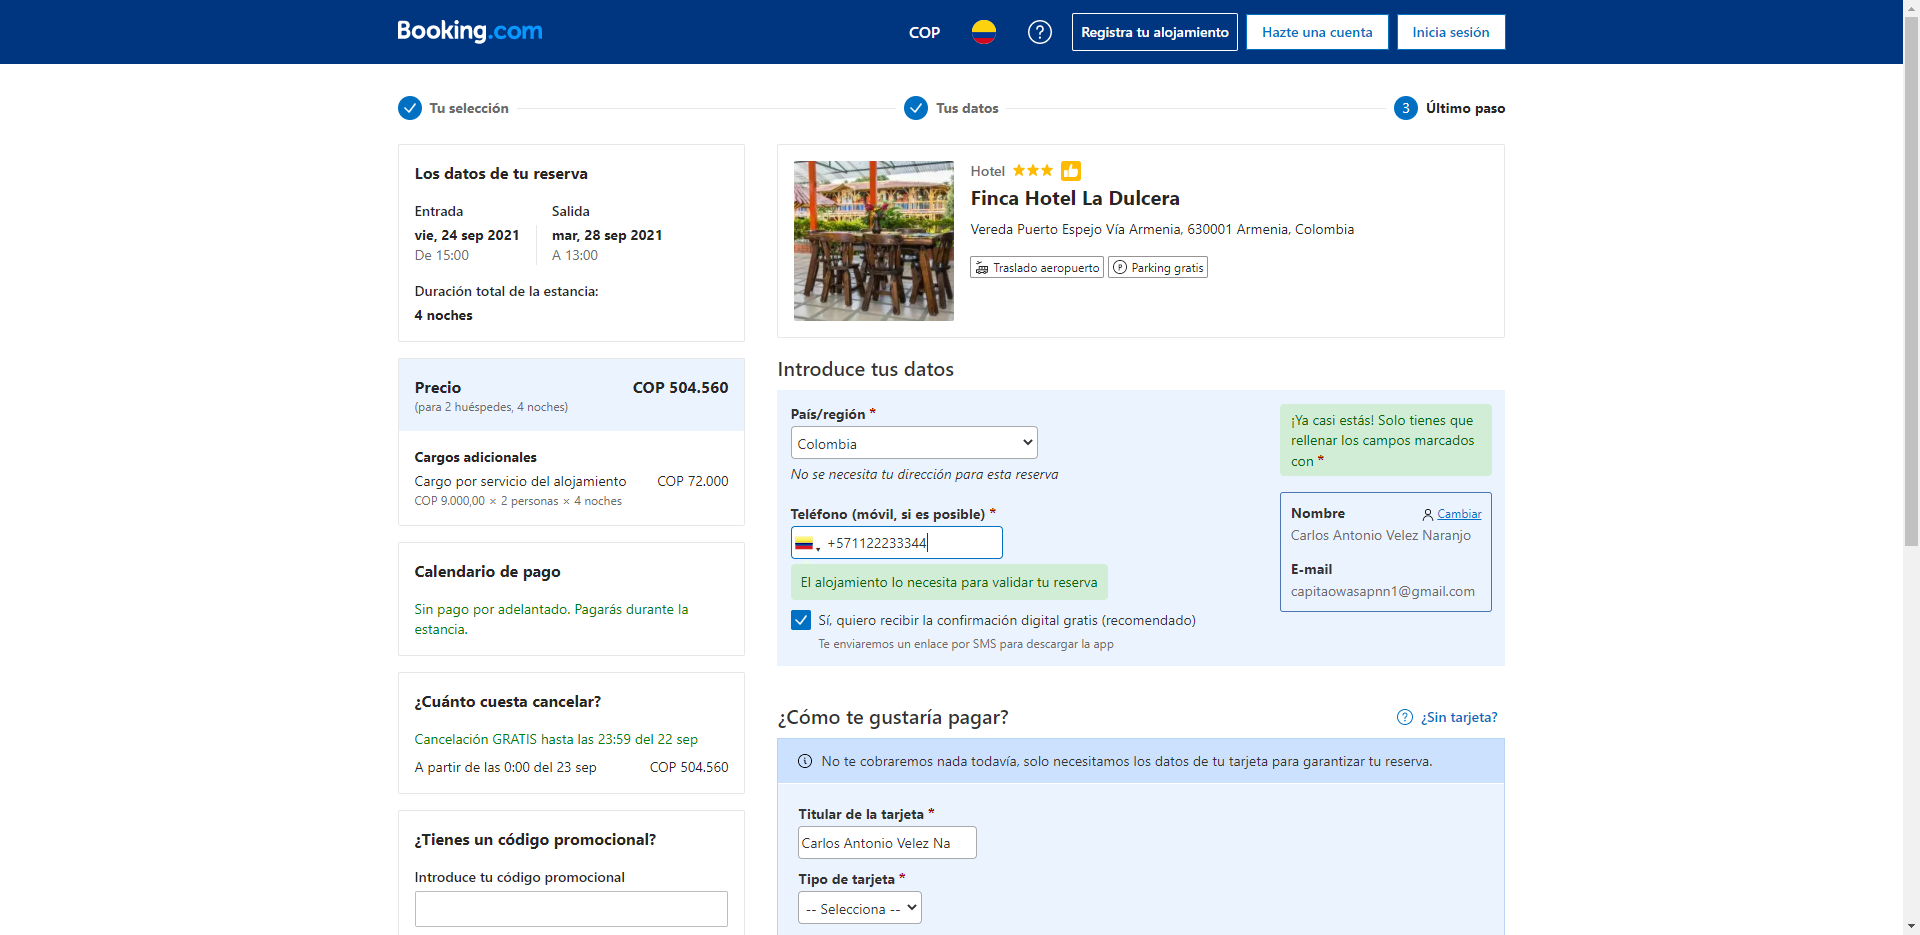 Booking.com
COP
Registra tu alojamiento
Hazte una cuenta
Inicia sesión
Tu selección
Tus datos
3 Último paso
Los datos de tu reserva
Entrada
vie, 24 sep 2021
De 15:00
Salida
mar, 28 sep 2021
A 13:00
Duración total de la estancia:
4 noches
Precio COP 504.560
(para 2 huéspedes, 4 noches)
Cargos adicionales
Cargo por servicio del alojamiento COP 72.000
COP 9.000,00 × 2 personas × 4 noches
Calendario de pago
Sin pago por adelantado. Pagarás durante la
estancia.
¿Cuánto cuesta cancelar?
Cancelación GRATIS hasta las 23:59 del 22 sep
A partir de las 0:00 del 23 sep COP 504.560
¿Tienes un código promocional?
Introduce tu código promocional
Hotel
Finca Hotel La Dulcera
Vereda Puerto Espejo Vía Armenia, 630001 Armenia, Colombia
Traslado aeropuerto
P Parking gratis
Introduce tus datos
País/región *
Colombia
No se necesita tu dirección para esta reserva
Teléfono (móvil, si es posible) *
+571122233344
El alojamiento lo necesita para validar tu reserva
Sí, quiero recibir la confirmación digital gratis (recomendado)
Te enviaremos un enlace por SMS para descargar la app
¡Ya casi estás! Solo tienes que
rellenar los campos marcados
con *
Nombre Cambiar
Carlos Antonio Velez Naranjo
E-mail
capitaowasapnn1@gmail.com
¿Cómo te gustaría pagar?
? ¿Sin tarjeta?
No te cobraremos nada todavía, solo necesitamos los datos de tu tarjeta para garantizar tu reserva.
Titular de la tarjeta *
Carlos Antonio Velez Na
Tipo de tarjeta *
-- Selecciona --